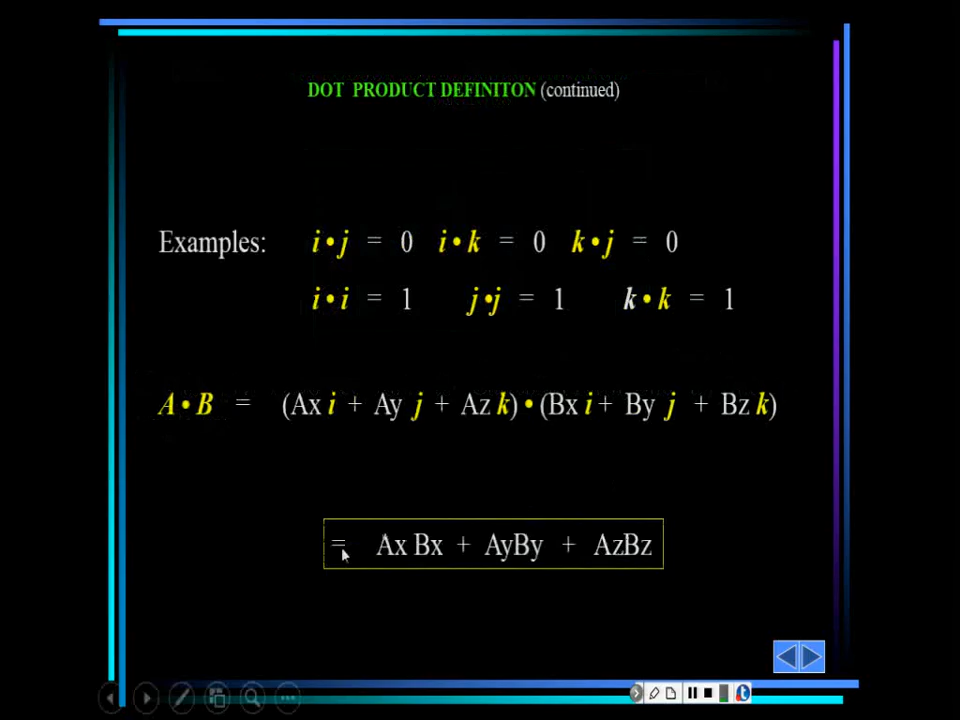 DOT PRODUCT DEFINITON (continued)
Examples: i • j = 0 i • k = 0 k • j = 0
i • i = 1 j •j = 1 k • k = 1
A • B = (Ax i + Ay j + Az k) • (Bx i + By j + Bz k)
= Ax Bx + AyBy + AzBz